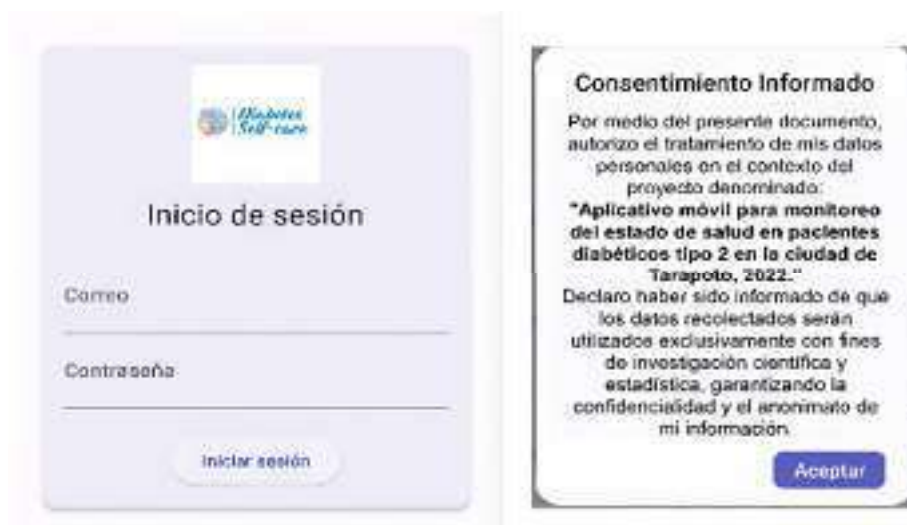 Diabetes
Self-care
Inicio de sesión
Correo
Contraseña
Iniciar sesión
Consentimiento Informado
Por medio del presente documento,
autorizo el tratamiento de mis datos
personales en el contexto del
proyecto denominado:
"Aplicativo móvil para monitoreo
del estado de salud en pacientes
diabéticos tipo 2 en la ciudad de
Tarapoto, 2022."
Declaro haber sido informado de que
los datos recolectados serán
utilizados exclusivamente con fines
de investigación científica y
estadística, garantizando la
confidencialidad y el anonimato de
mi información.
Aceptar